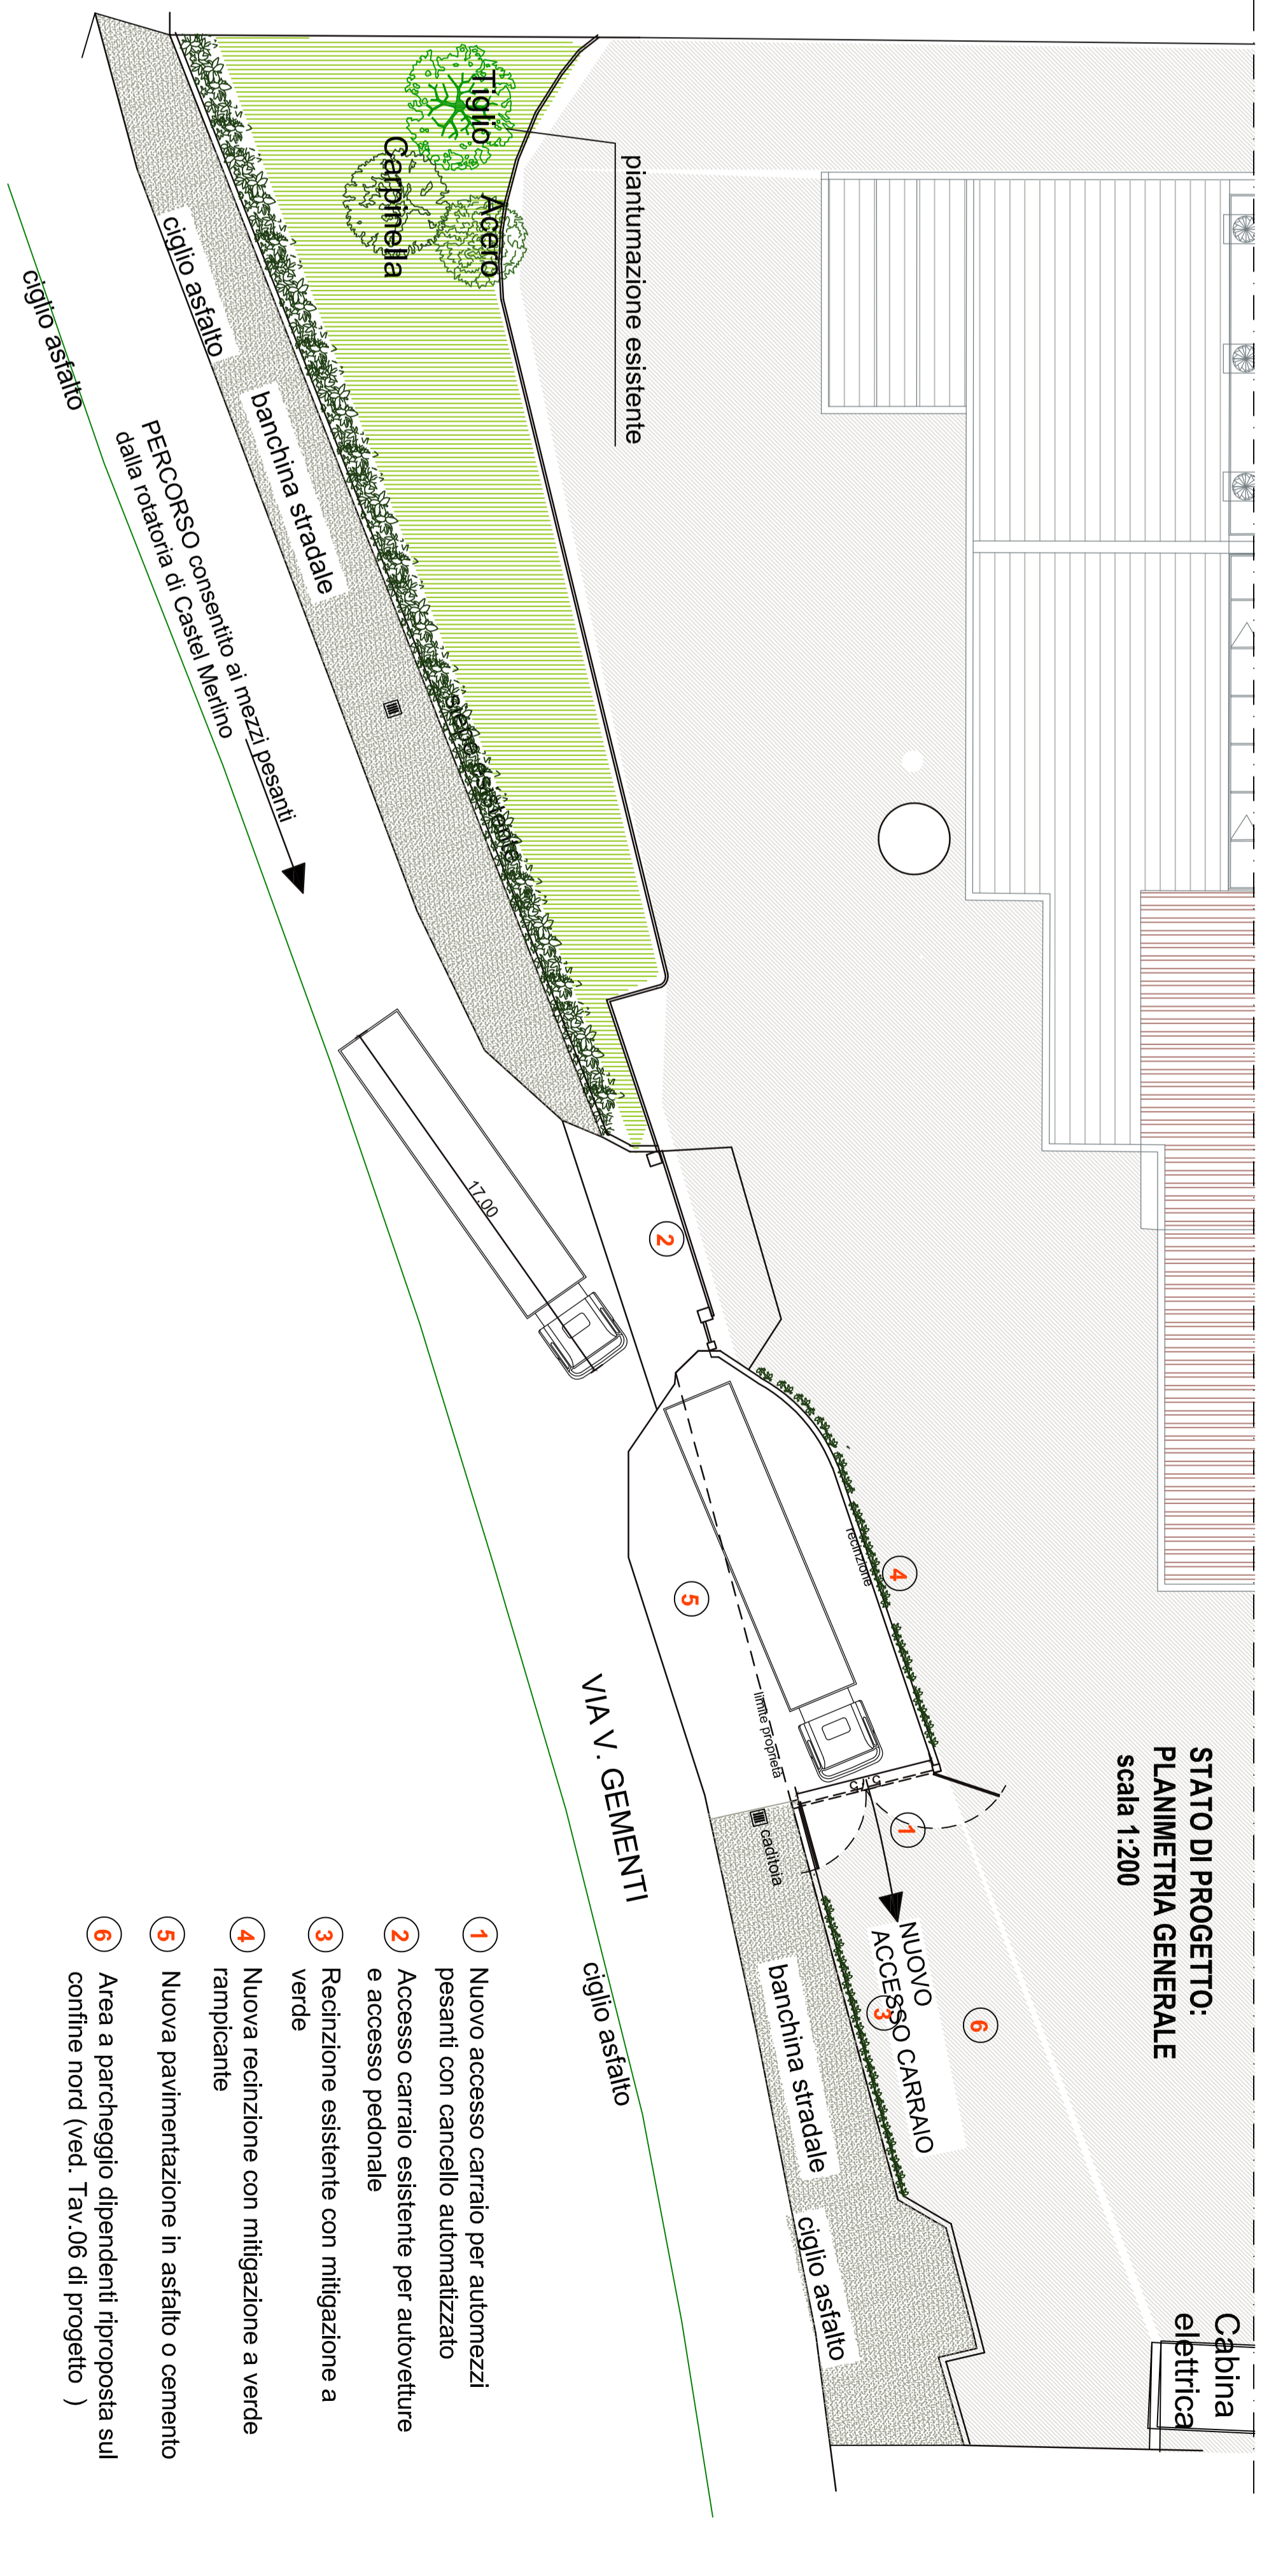 STATO DI PROGETTO:
PLANIMETRIA GENERALE
scala 1:200
Tiglio
Carpinella
Acero
piantumazione esistente
ciglio asfalto
ciglio asfalto
banchina stradale
PERCORSO consentito ai mezzi pesanti
dalla rotatoria di Castel Merlino
siepe esistente
17.00
2
recinzione
4
5
limite proprietà
VIA V. GEMENTI
1
caditoia
NUOVO
ACCESSO CARRAIO
3
6
banchina stradale
ciglio asfalto
ciglio asfalto
Cabina
elettrica
1 Nuovo accesso carraio per automezzi
pesanti con cancello automatizzato
2 Accesso carraio esistente per autovetture
e accesso pedonale
3 Recinzione esistente con mitigazione a
verde
4 Nuova recinzione con mitigazione a verde
rampicante
5 Nuova pavimentazione in asfalto o cemento
6 Area a parcheggio dipendenti riproposta sul
confine nord (ved. Tav.06 di progetto )